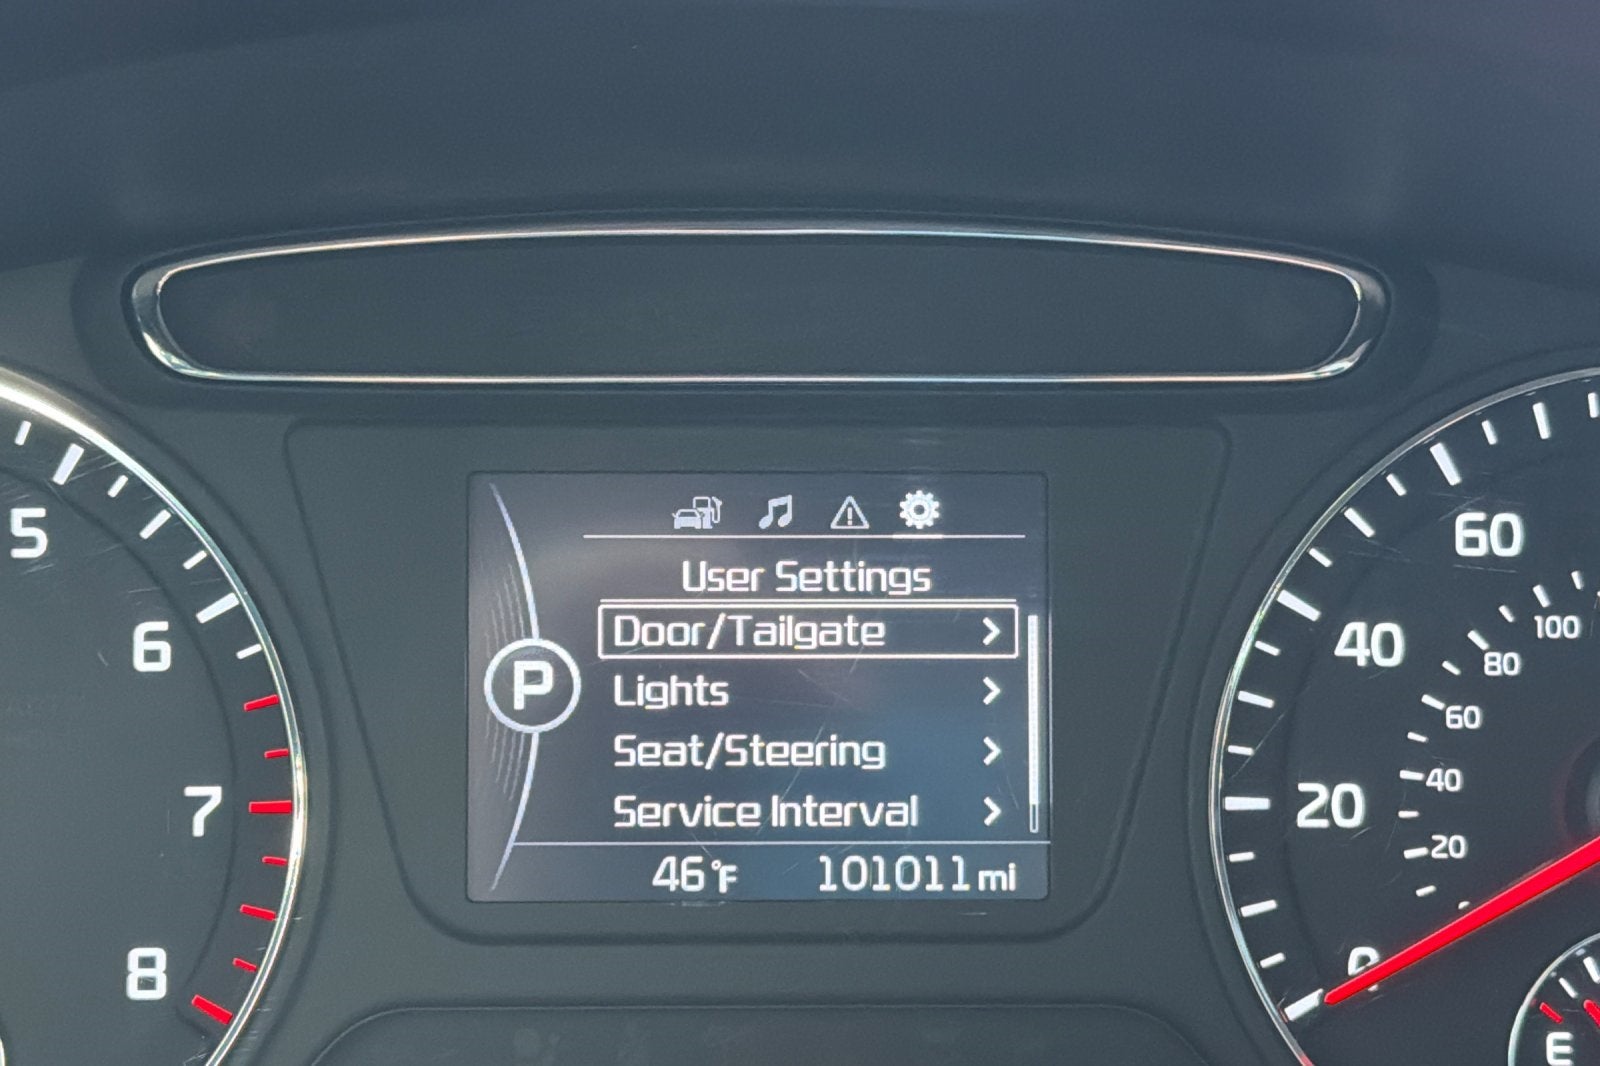 User Settings
Door/Tailgate
Lights
Seat/Steering
Service Interval
P
46°F 101011 mi
5
6
7
8
60
40
20
0
100
80
60
40
20
E